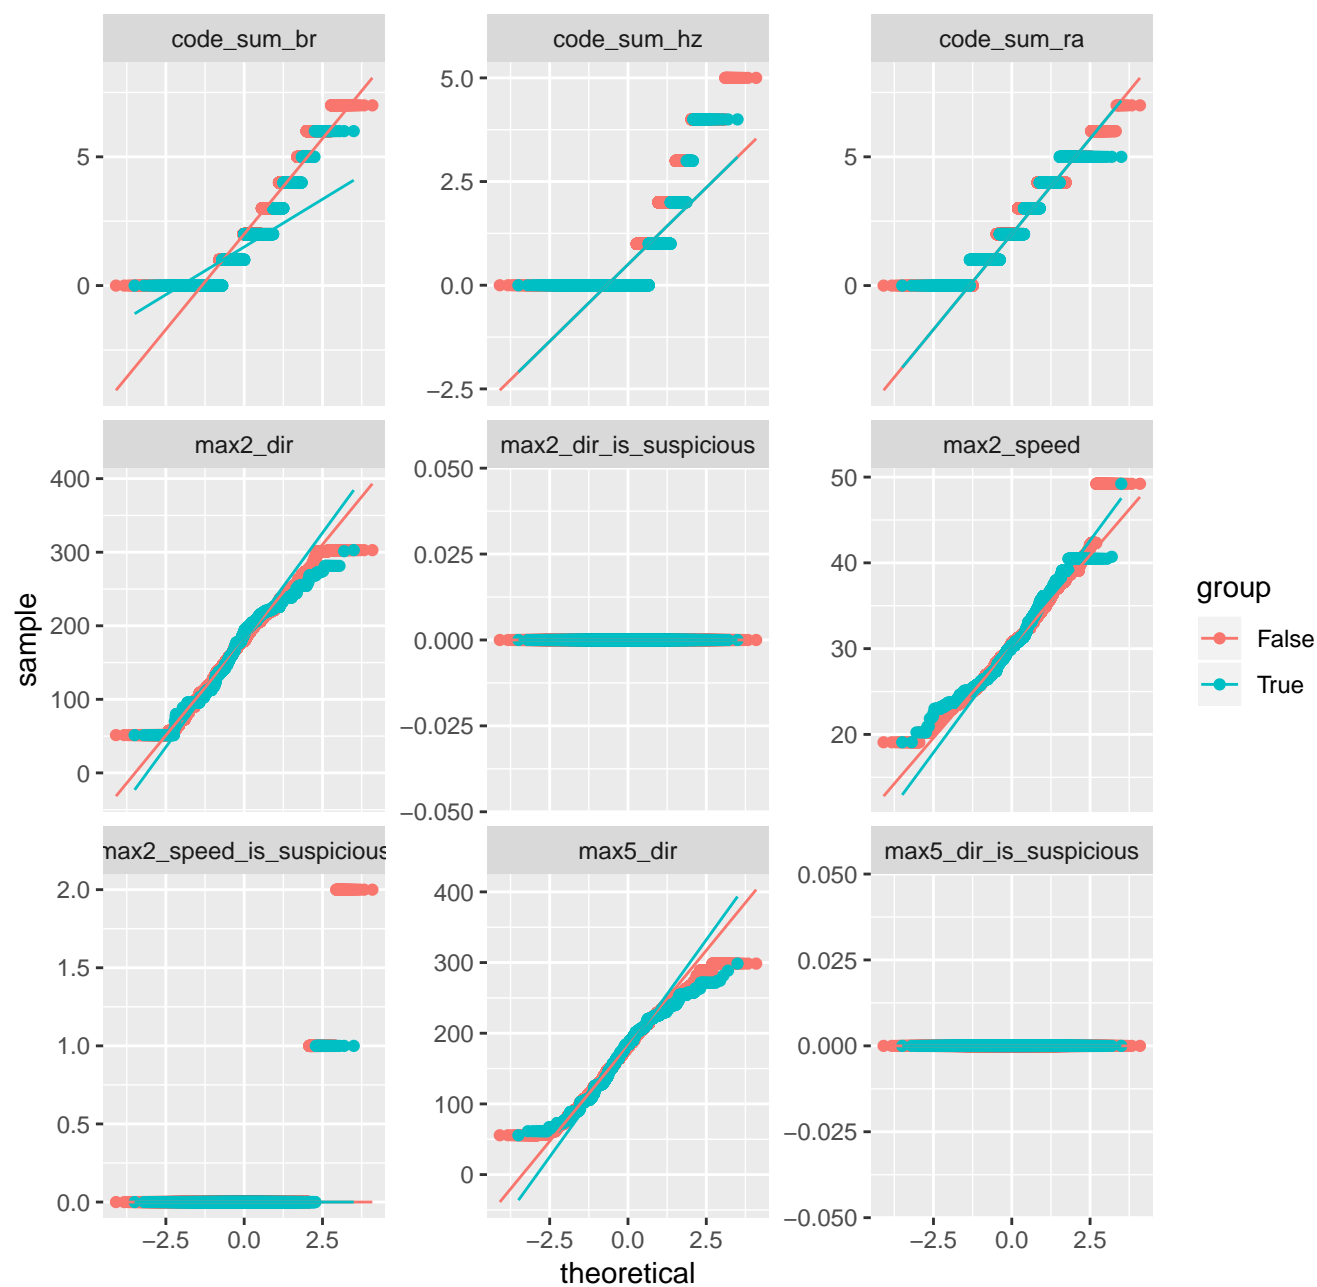 code_sum_br
code_sum_hz
code_sum_ra
5
0
5.0
2.5
0.0
−2.5
5
0
max2_dir
max2_dir_is_suspicious
max2_speed
400
300
200
100
0
0.050
0.025
0.000
−0.025
−0.050
50
40
30
20
sample
max2_speed_is_suspicious
max5_dir
max5_dir_is_suspicious
2.0
1.5
1.0
0.5
0.0
400
300
200
100
0
0.050
0.025
0.000
−0.025
−0.050
−2.5 0.0 2.5
−2.5 0.0 2.5
−2.5 0.0 2.5
theoretical
group
False
True